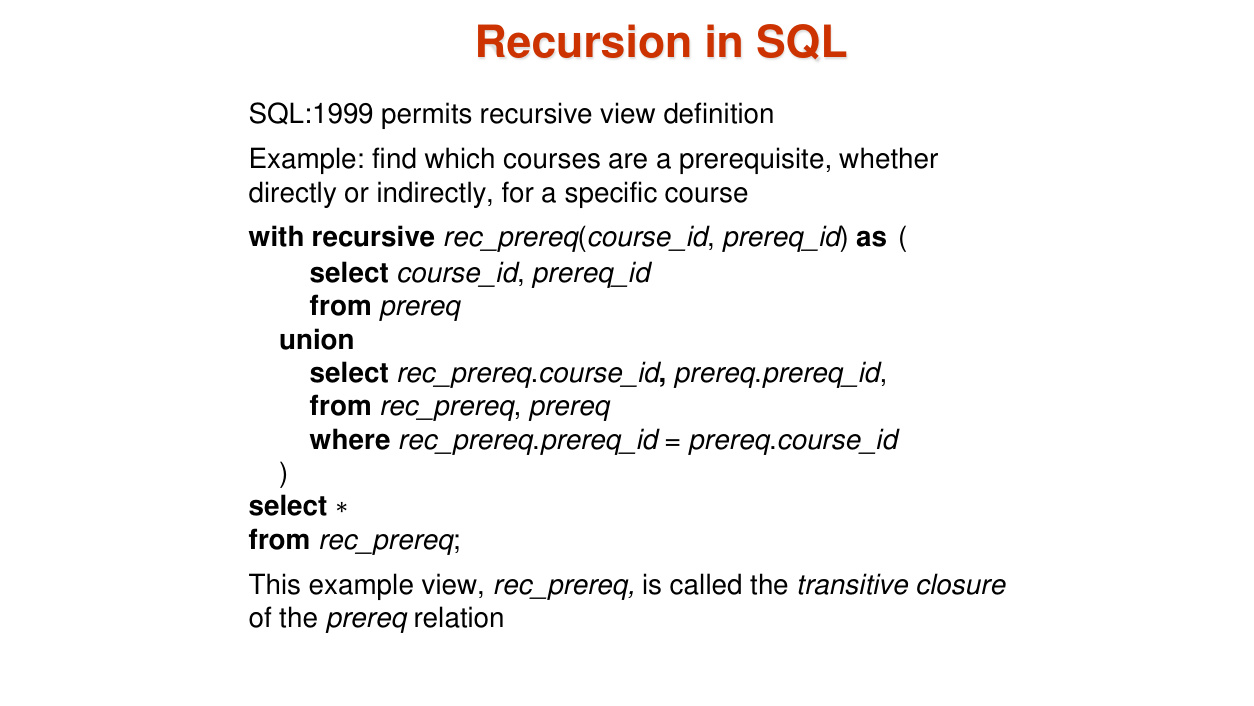 Recursion in SQL
SQL:1999 permits recursive view definition
Example: find which courses are a prerequisite, whether
directly or indirectly, for a specific course
with recursive rec_prereq(course_id, prereq_id) as (
select course_id, prereq_id
from prereq
union
select rec_prereq.course_id, prereq.prereq_id,
from rec_prereq, prereq
where rec_prereq.prereq_id = prereq.course_id
)
select ∗
from rec_prereq;
This example view, rec_prereq, is called the transitive closure
of the prereq relation